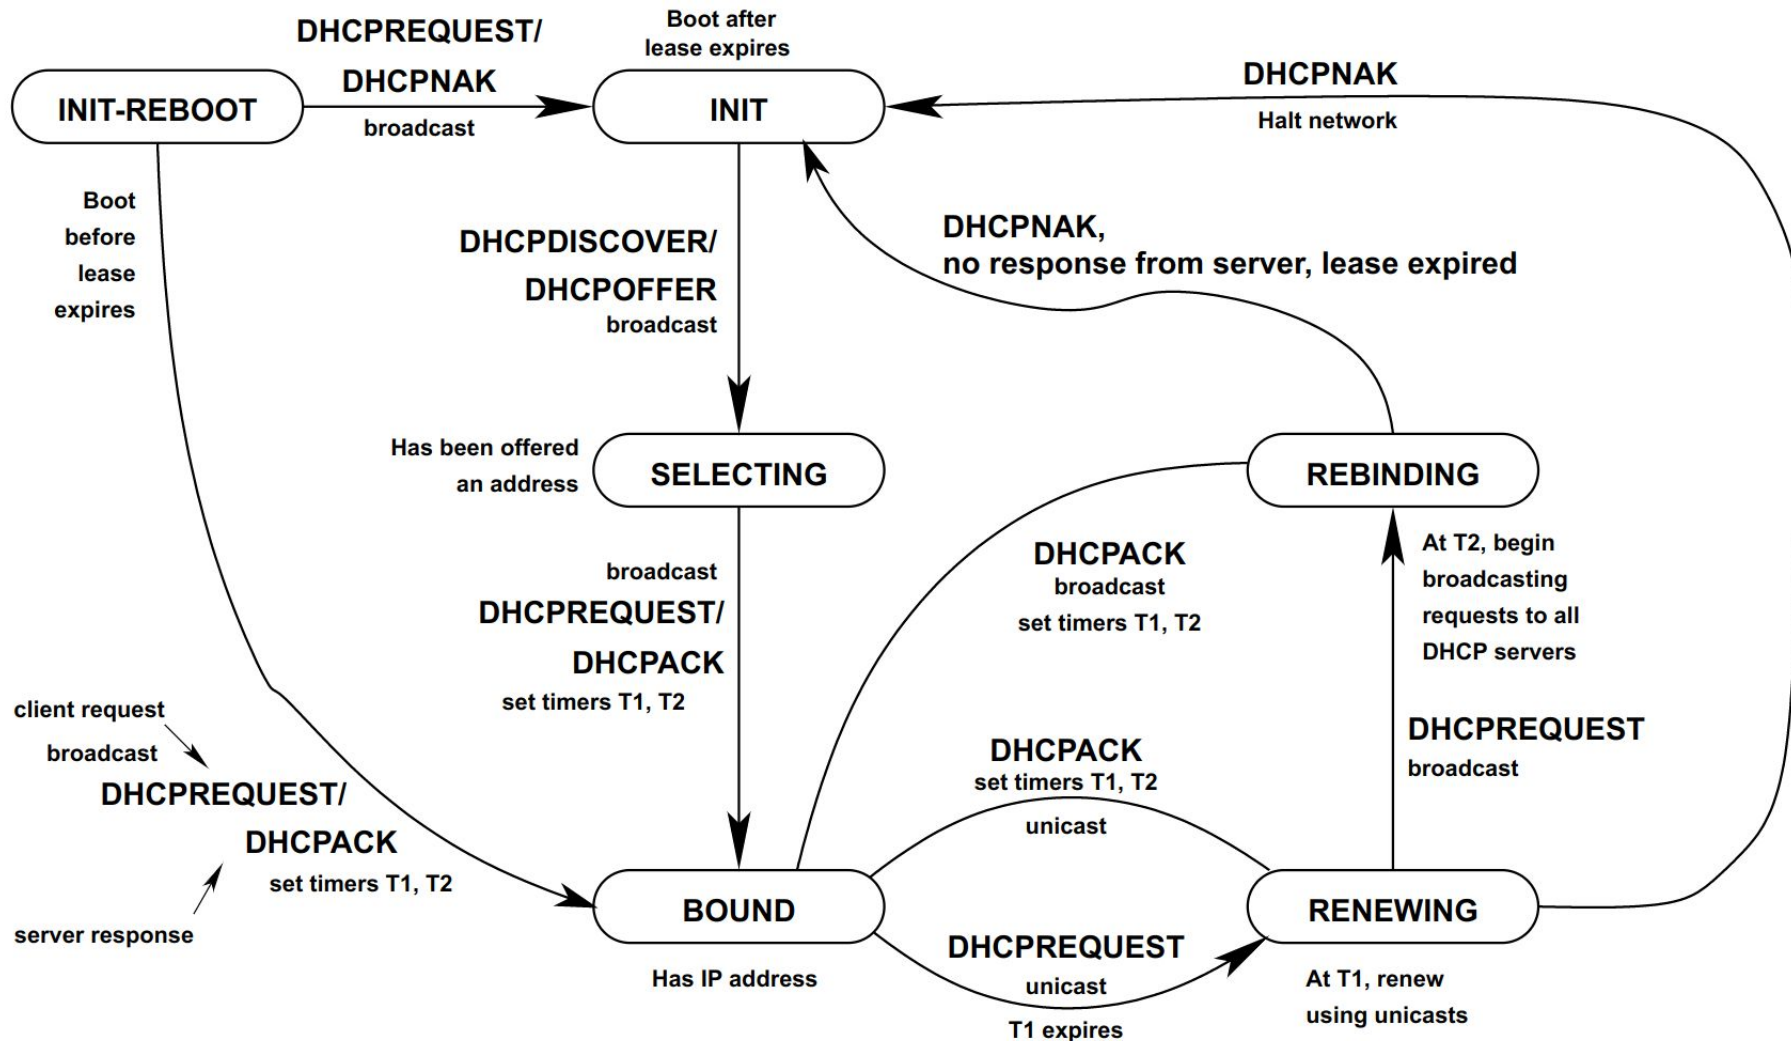 DHCPREQUEST/
DHCPNAK
broadcast
INIT-REBOOT
Boot after
lease expires
INIT
DHCPNAK
Halt network
Boot
before
lease
expires
DHCPDISCOVER/
DHCPOFFER
broadcast
DHCPNAK,
no response from server, lease expired
Has been offered
an address
SELECTING
REBINDING
broadcast
DHCPREQUEST/
DHCPACK
set timers T1, T2
DHCPACK
broadcast
set timers T1, T2
At T2, begin
broadcasting
requests to all
DHCP servers
DHCPREQUEST
broadcast
client request
broadcast
DHCPREQUEST/
DHCPACK
set timers T1, T2
server response
DHCPACK
set timers T1, T2
unicast
BOUND
Has IP address
RENEWING
DHCPREQUEST
unicast
T1 expires
At T1, renew
using unicasts